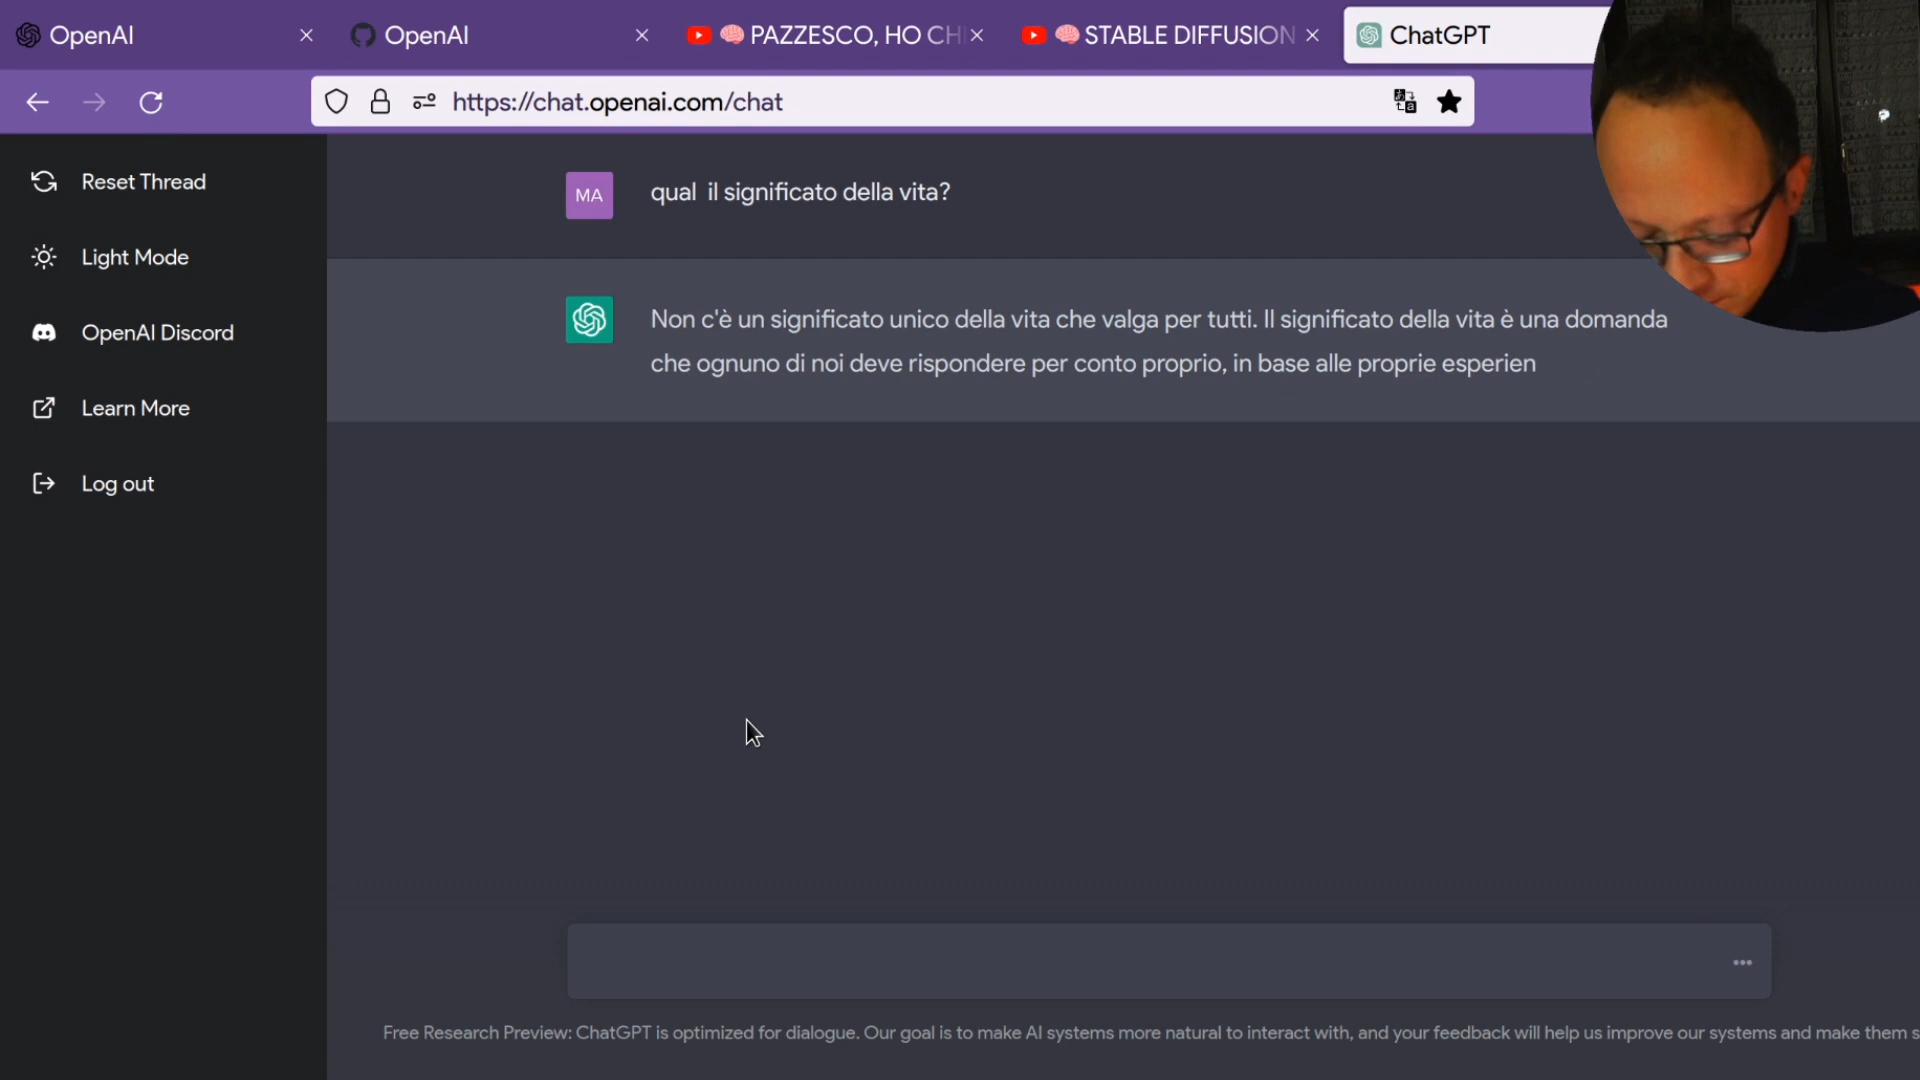 OpenAI
OpenAI
PAZZESCO, HO CH
STABLE DIFFUSION
ChatGPT
https://chat.openai.com/chat
Reset Thread
Light Mode
OpenAI Discord
Learn More
Log out
MA
qual  il significato della vita?
Non c'è un significato unico della vita che valga per tutti. Il significato della vita è una domanda
che ognuno di noi deve rispondere per conto proprio, in base alle proprie esperien
Free Research Preview: ChatGPT is optimized for dialogue. Our goal is to make AI systems more natural to interact with, and your feedback will help us improve our systems and make them s